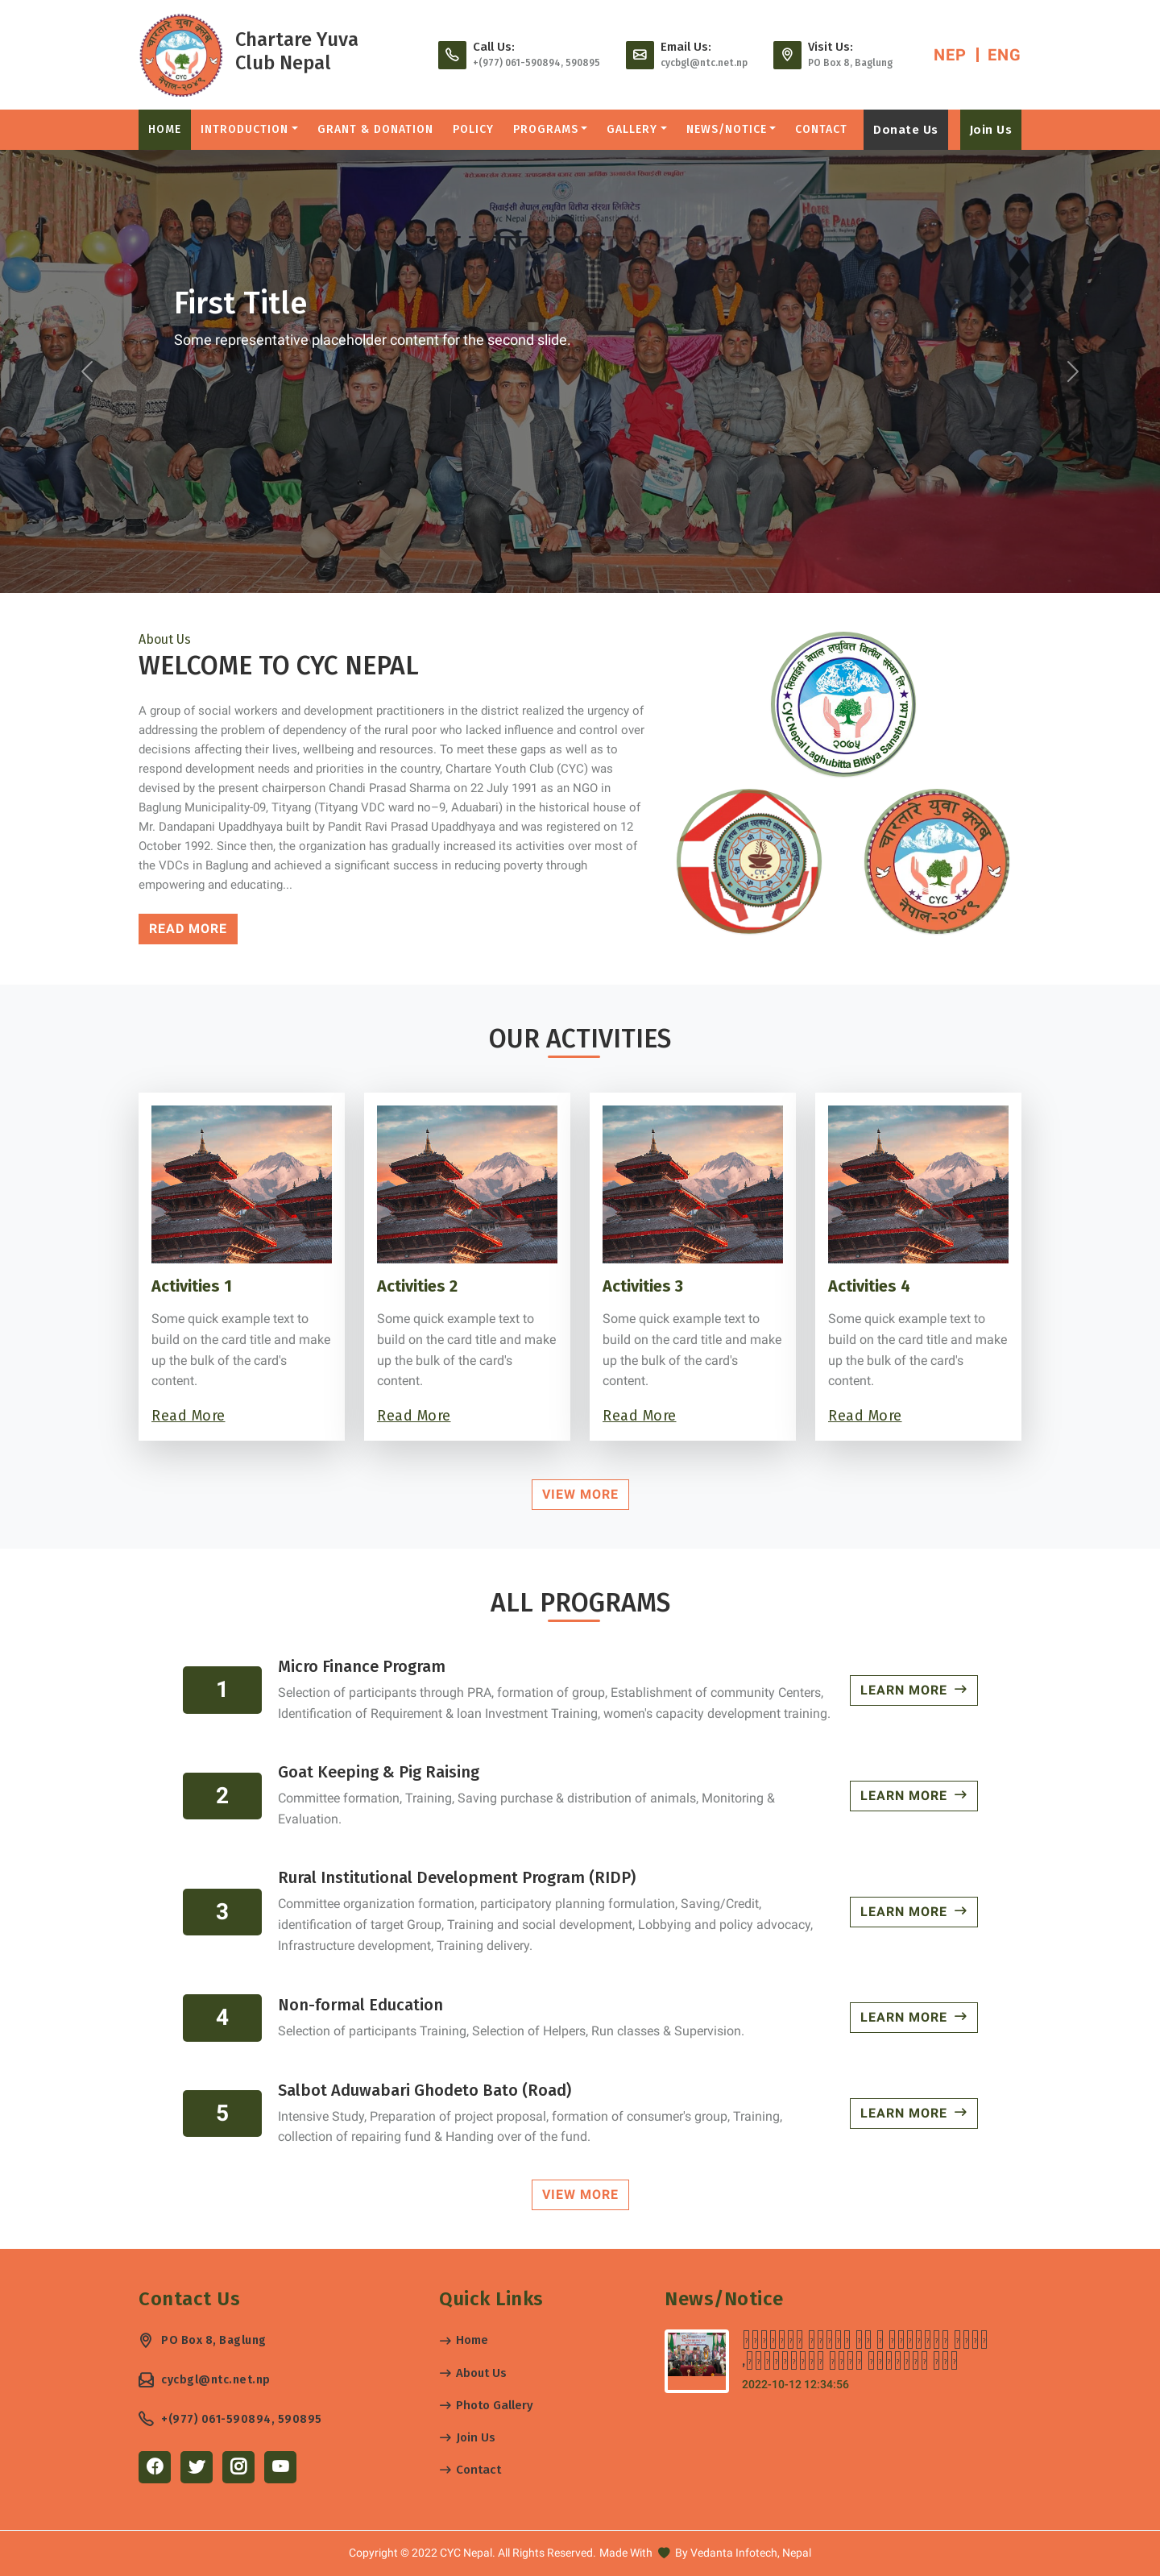 चारतारे युवा क्लब
CYC
नेपाल-२०४९
Chartare Yuva
Club Nepal
Call Us:
+(977) 061-590894, 590895
Email Us:
cycbgl@ntc.net.np
Visit Us:
PO Box 8, Baglung
NEP | ENG
HOME INTRODUCTION GRANT & DONATION POLICY PROGRAMS GALLERY NEWS/NOTICE CONTACT Donate Us Join Us
सिवाईसी नेपाल लघुवित्त वित्तीय संस्था लिमिटेड
First Title
Some representative placeholder content for the second slide.
About Us
WELCOME TO CYC NEPAL
A group of social workers and development practitioners in the district realized the urgency of
addressing the problem of dependency of the rural poor who lacked influence and control over
decisions affecting their lives, wellbeing and resources. To meet these gaps as well as to
respond development needs and priorities in the country, Chartare Youth Club (CYC) was
devised by the present chairperson Chandi Prasad Sharma on 22 July 1991 as an NGO in
Baglung Municipality-09, Tityang (Tityang VDC ward no–9, Aduabari) in the historical house of
Mr. Dandapani Upaddhyaya built by Pandit Ravi Prasad Upaddhyaya and was registered on 12
October 1992. Since then, the organization has gradually increased its activities over most of
the VDCs in Baglung and achieved a significant success in reducing poverty through
empowering and educating...
READ MORE
सिवाईसी नेपाल लघुवित्त वित्तीय संस्था लि.
२०७५
CYC Nepal Laghubitta Bittiya Sanstha Ltd.
CYC
चारतारे युवा क्लब
CYC
नेपाल-२०४९
OUR ACTIVITIES
Activities 1
Some quick example text to
build on the card title and make
up the bulk of the card's
content.
Read More
Activities 2
Some quick example text to
build on the card title and make
up the bulk of the card's
content.
Read More
Activities 3
Some quick example text to
build on the card title and make
up the bulk of the card's
content.
Read More
Activities 4
Some quick example text to
build on the card title and make
up the bulk of the card's
content.
Read More
VIEW MORE
ALL PROGRAMS
1
Micro Finance Program
Selection of participants through PRA, formation of group, Establishment of community Centers,
Identification of Requirement & loan Investment Training, women's capacity development training.
LEARN MORE
2
Goat Keeping & Pig Raising
Committee formation, Training, Saving purchase & distribution of animals, Monitoring &
Evaluation.
LEARN MORE
3
Rural Institutional Development Program (RIDP)
Committee organization formation, participatory planning formulation, Saving/Credit,
identification of target Group, Training and social development, Lobbying and policy advocacy,
Infrastructure development, Training delivery.
LEARN MORE
4
Non-formal Education
Selection of participants Training, Selection of Helpers, Run classes & Supervision.
LEARN MORE
5
Salbot Aduwabari Ghodeto Bato (Road)
Intensive Study, Preparation of project proposal, formation of consumer's group, Training,
collection of repairing fund & Handing over of the fund.
LEARN MORE
VIEW MORE
Contact Us
PO Box 8, Baglung
cycbgl@ntc.net.np
+(977) 061-590894, 590895
Quick Links
Home
About Us
Photo Gallery
Join Us
Contact
News/Notice
2022-10-12 12:34:56
Copyright © 2022 CYC Nepal. All Rights Reserved. Made With By Vedanta Infotech, Nepal